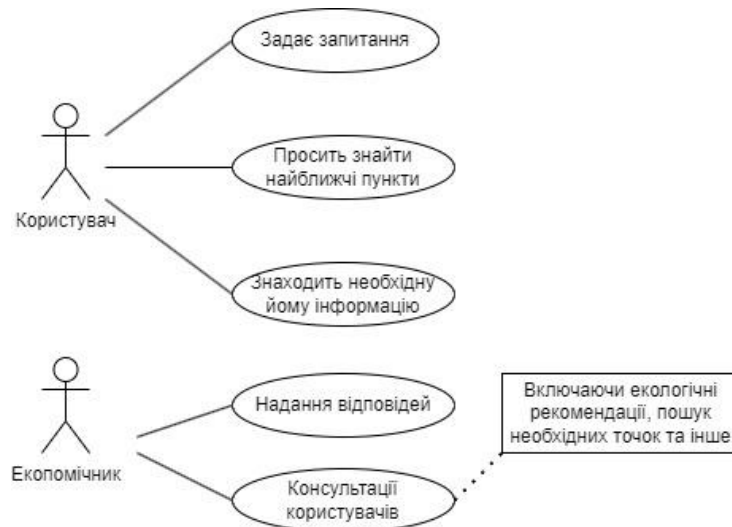 Задає запитання
Просить знайти
найближчі пункти
Користувач
Знаходить необхідну
йому інформацію
Надання відповідей
Включаючи екологічні
рекомендації, пошук
необхідних точок та інше
Екопомічник
Консультації
користувачів